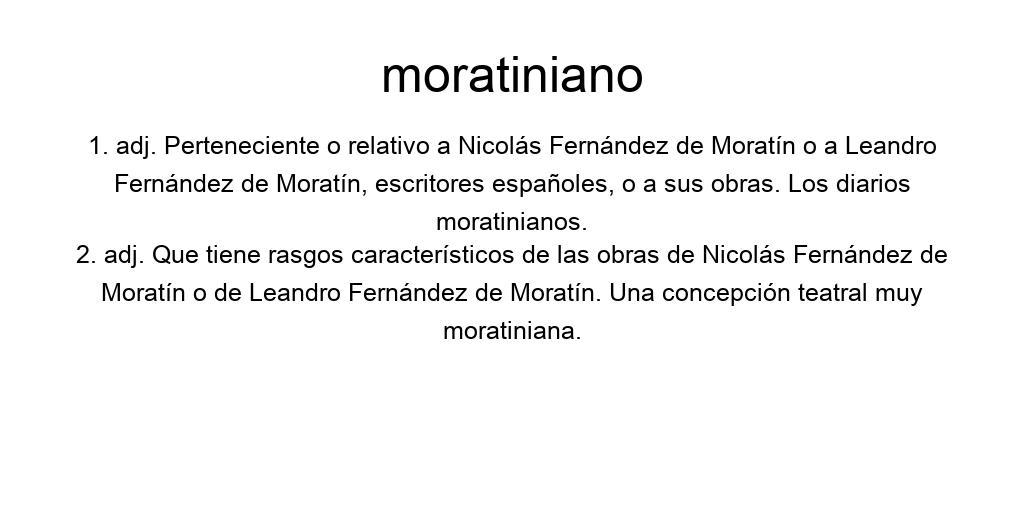 moratiniano
1. adj. Perteneciente o relativo a Nicolás Fernández de Moratín o a Leandro
Fernández de Moratín, escritores españoles, o a sus obras. Los diarios
moratinianos.
2. adj. Que tiene rasgos característicos de las obras de Nicolás Fernández de
Moratín o de Leandro Fernández de Moratín. Una concepción teatral muy
moratiniana.